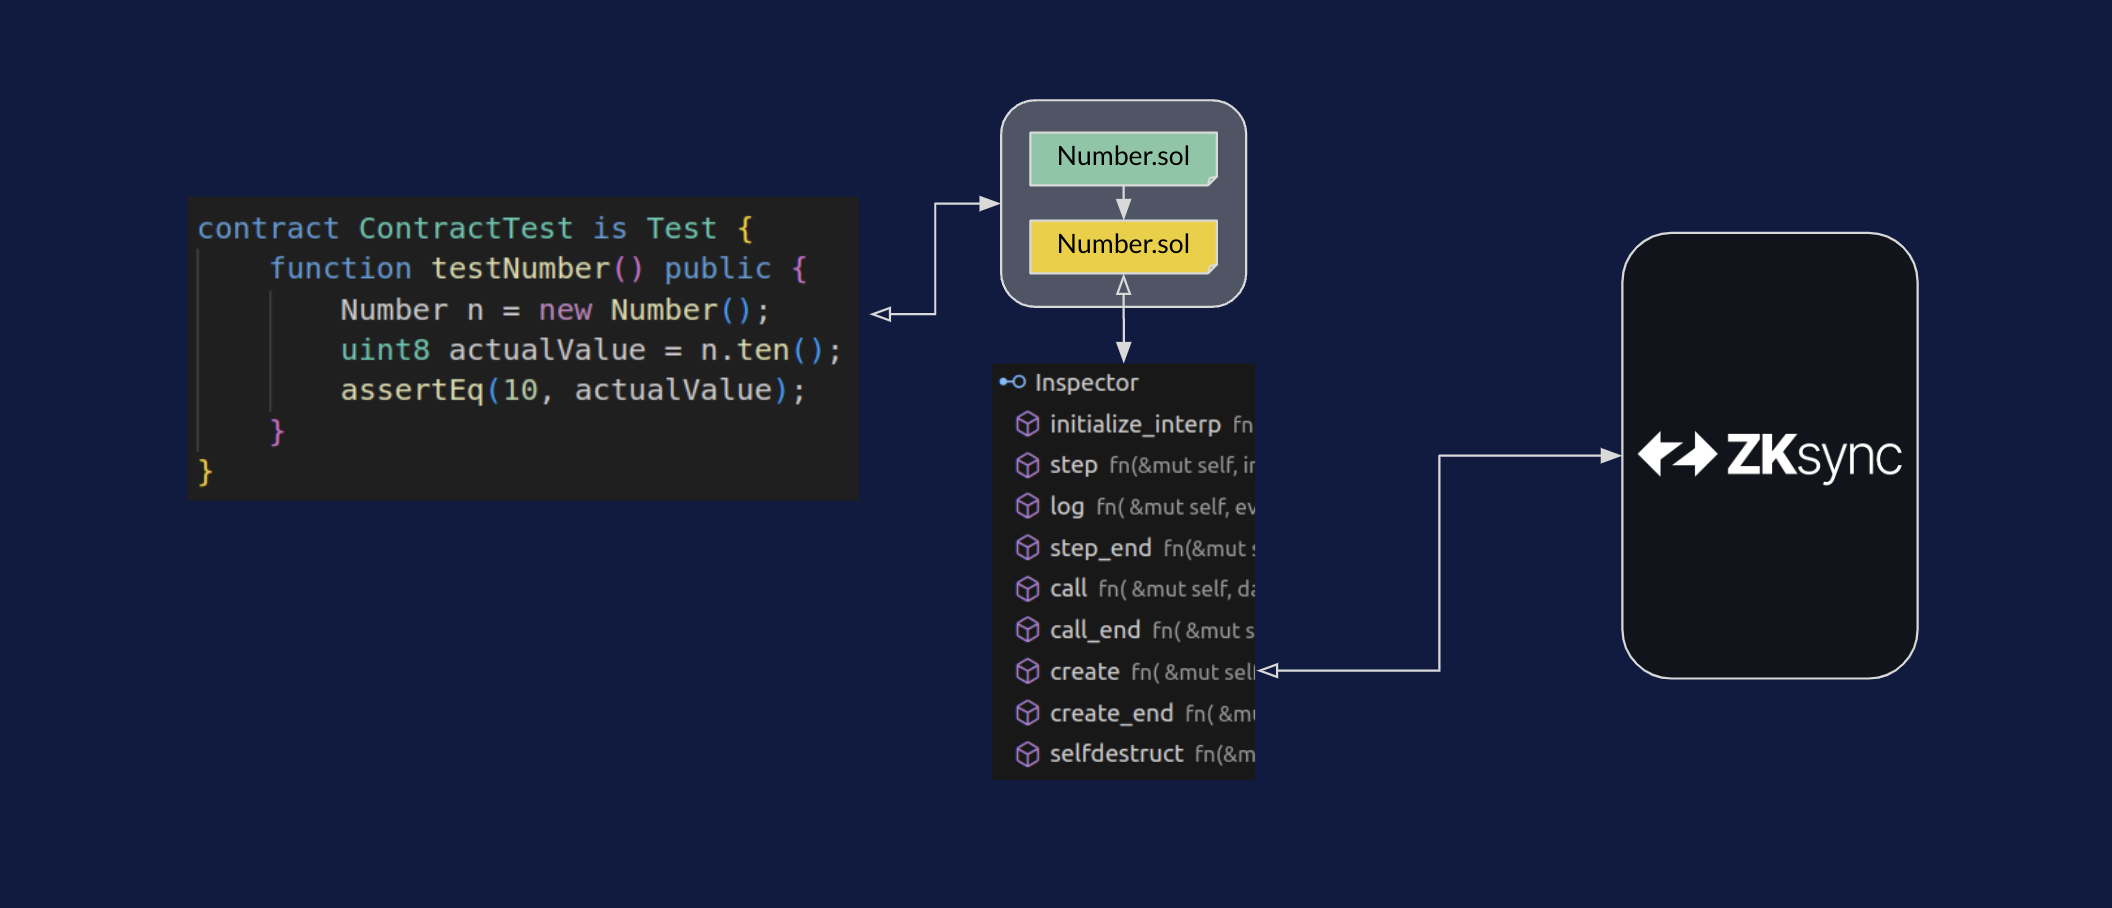 contract ContractTest is Test {
function testNumber() public {
Number n = new Number();
uint8 actualValue = n.ten();
assertEq(10, actualValue);
}
}
Number.sol
Number.sol
Inspector
initialize_interp fn
step fn(&mut self, in
log fn( &mut self, ev
step_end fn(&mut s
call fn( &mut self, da
call_end fn( &mut s
create fn( &mut self
create_end fn( &mu
selfdestruct fn(&m
ZKsync